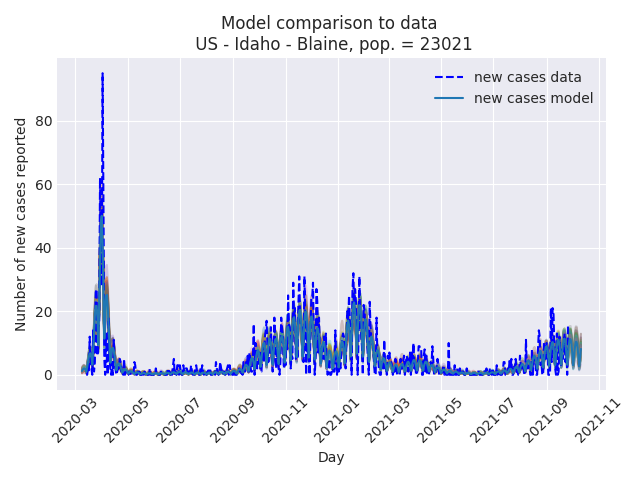 Model comparison to data
US - Idaho - Blaine, pop. = 23021
new cases data
new cases model
Number of new cases reported
80
60
40
20
0
2020-03
2020-05
2020-07
2020-09
2020-11
2021-01
2021-03
2021-05
2021-07
2021-09
2021-11
Day